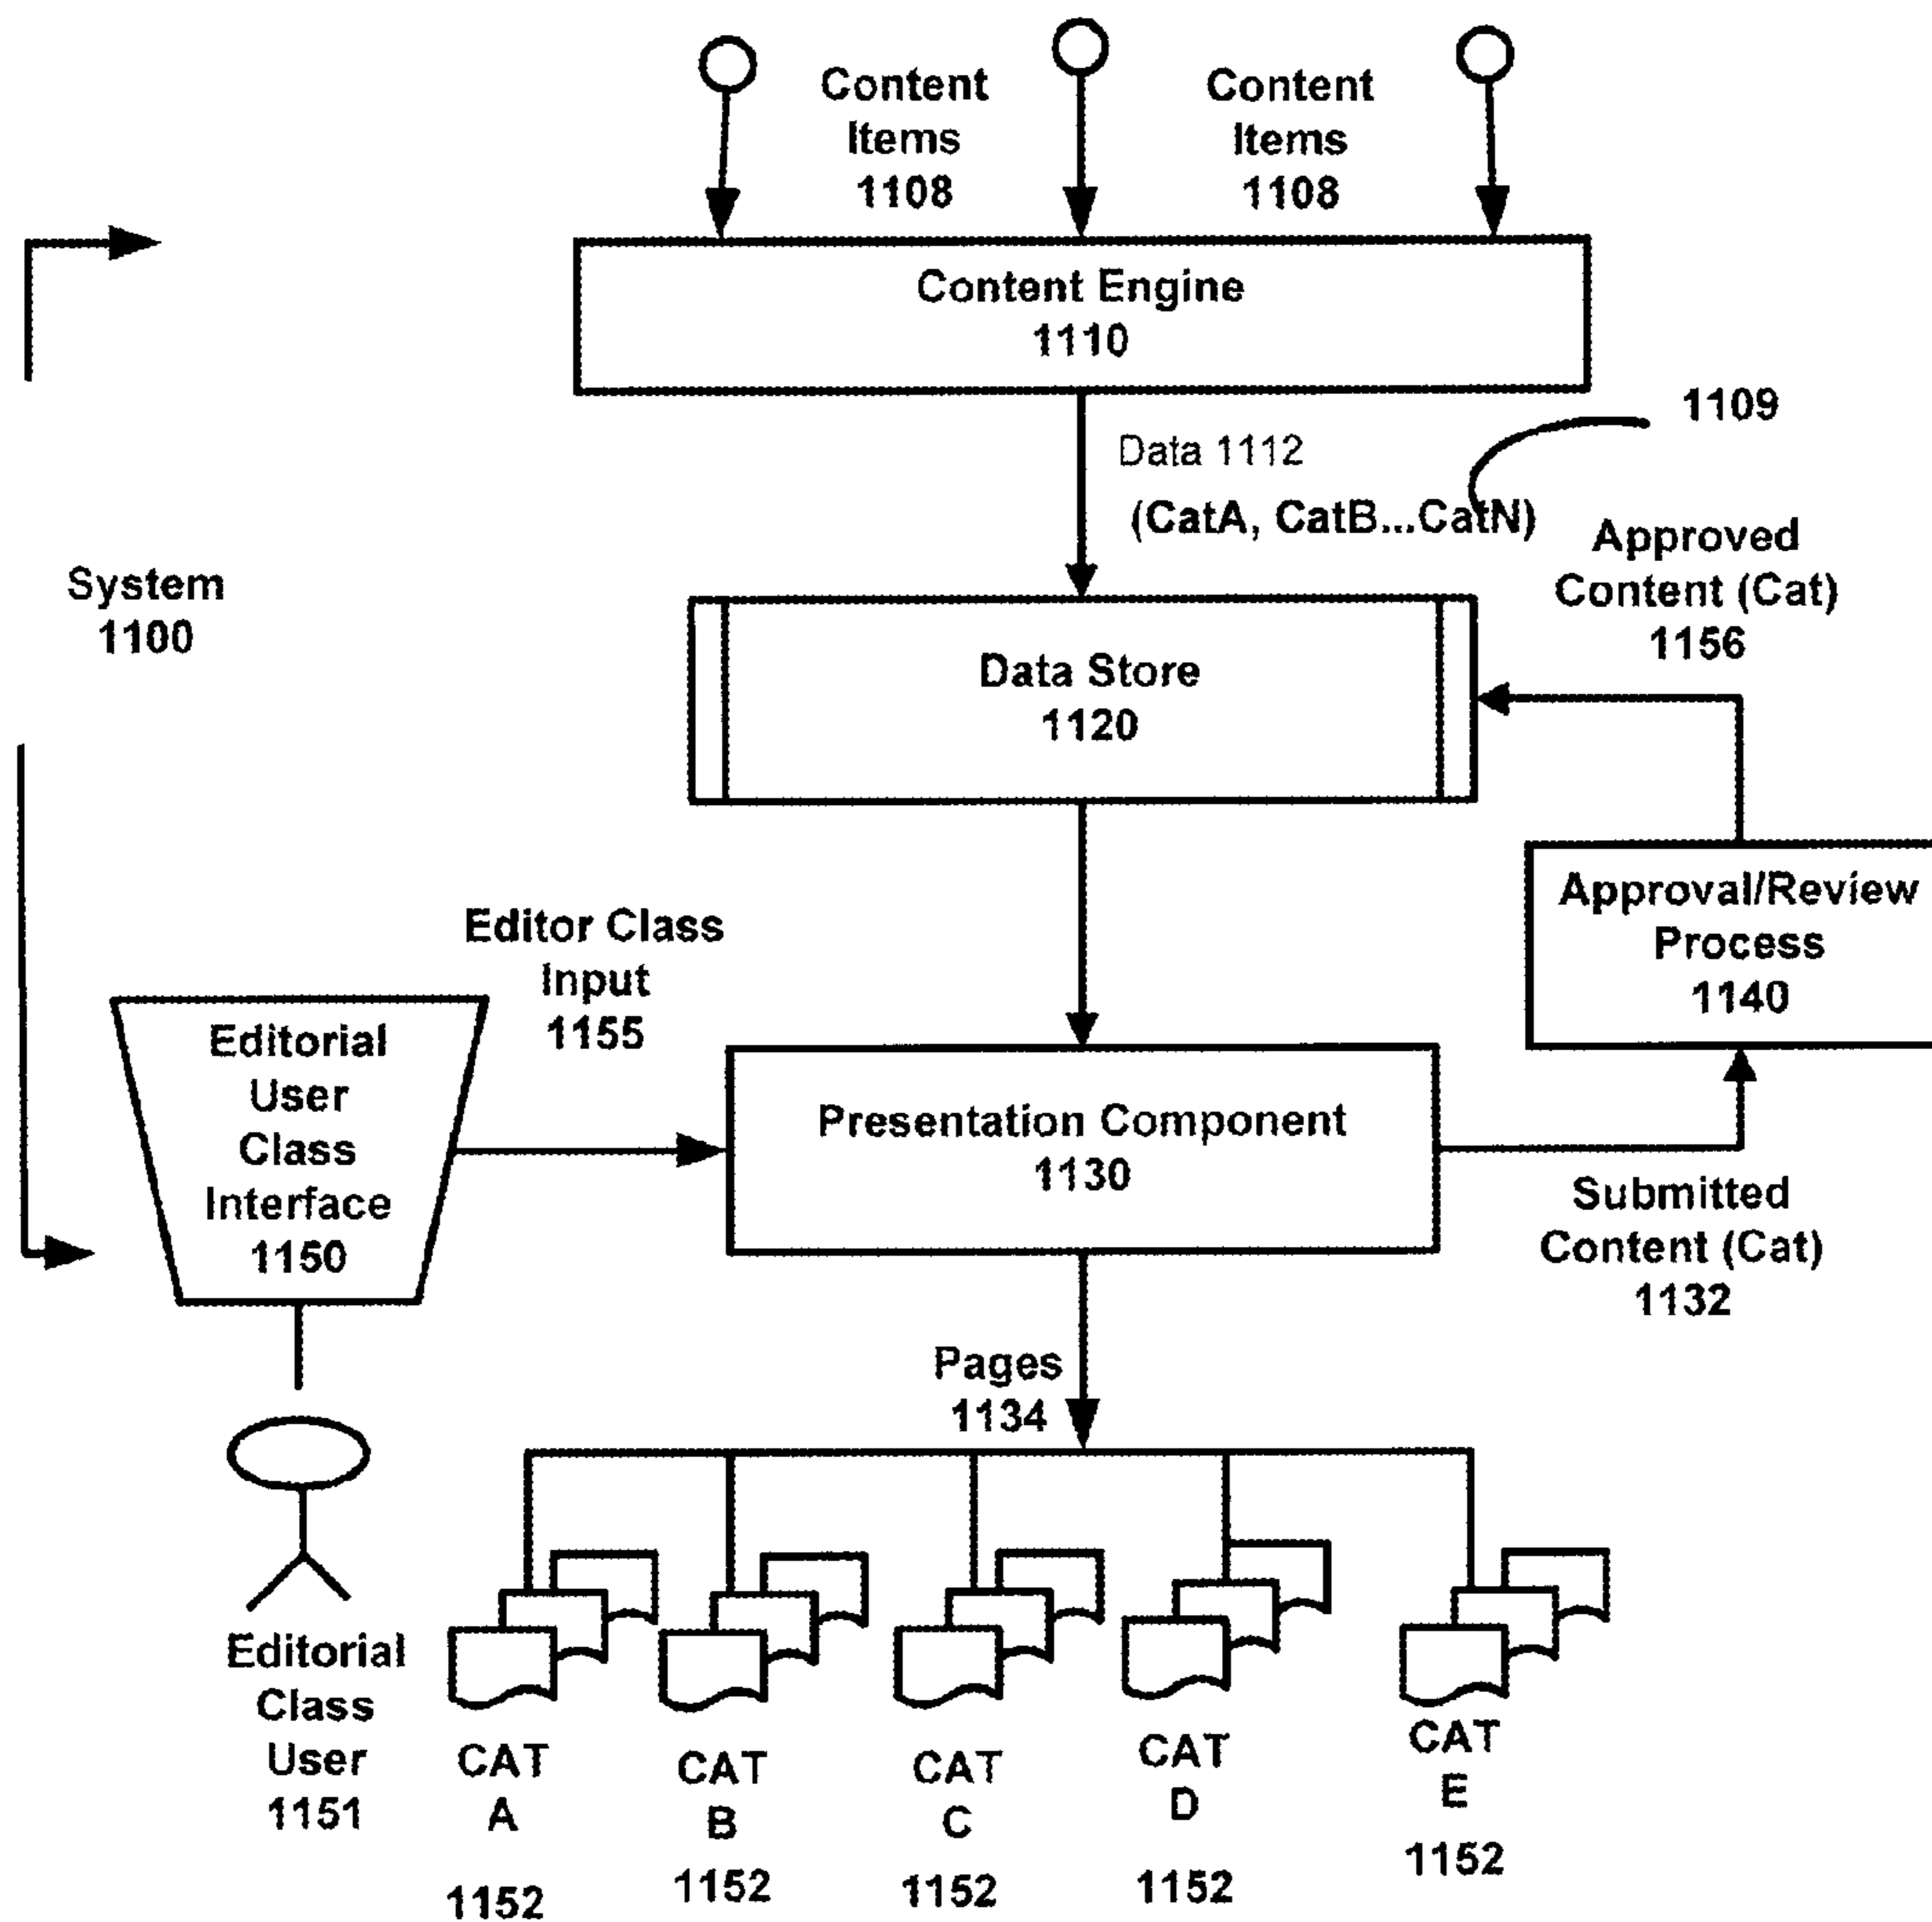 Content
Items
1108
Content
Items
1108
Content Engine
1110
1109
Data 1112
(CatA, CatB...CatN)
Approved
Content (Cat)
1156
System
1100
Data Store
1120
Approval/Review
Process
1140
Editor Class
Input
1155
Editorial
User
Class
Interface
1150
Presentation Component
1130
Submitted
Content (Cat)
1132
Pages
1134
Editorial
Class
User
1151
CAT
A
1152
CAT
B
1152
CAT
C
1152
CAT
D
1152
CAT
E
1152